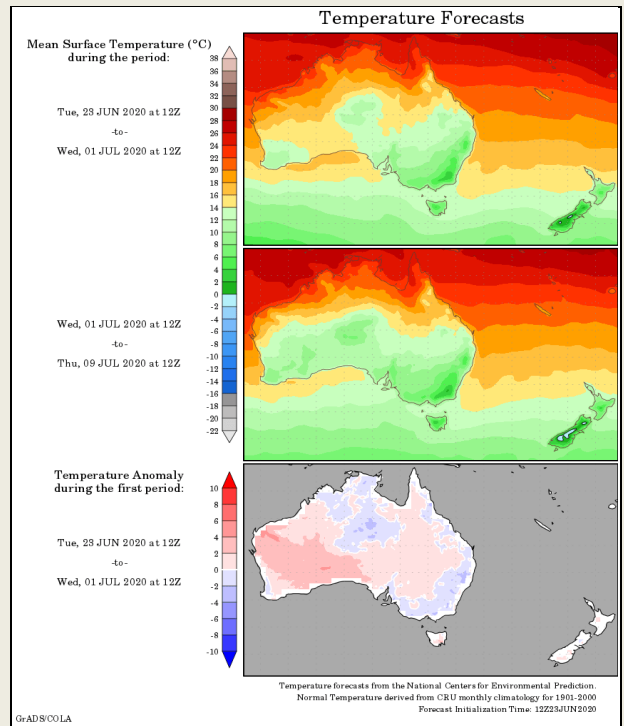 Temperature Forecasts
Mean Surface Temperature (°C)
during the period:
38
36
34
32
30
28
26
24
22
20
18
16
14
12
10
8
6
4
2
0
-2
-4
-6
-8
-10
-12
-14
-16
-18
-20
-22
Tue, 23 JUN 2020 at 12Z
-to-
Wed, 01 JUL 2020 at 12Z
Wed, 01 JUL 2020 at 12Z
-to-
Thu, 09 JUL 2020 at 12Z
Temperature Anomaly
during the first period:
10
8
6
4
2
0
-2
-4
-6
-8
-10
Tue, 23 JUN 2020 at 12Z
-to-
Wed, 01 JUL 2020 at 12Z
Temperature forecasts from the National Centers for Environmental Prediction.
Normal Temperature derived from CRU monthly climatology for 1901-2000
Forecast Initialization Time: 12Z23JUN2020
GrADS/COLA